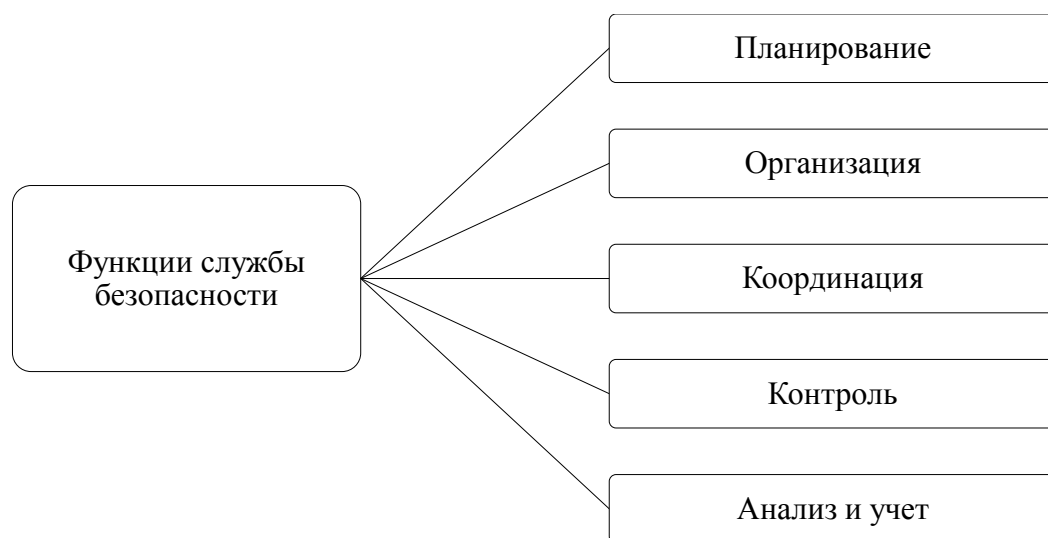 Планирование
Организация
Функции службы
безопасности
Координация
Контроль
Анализ и учет